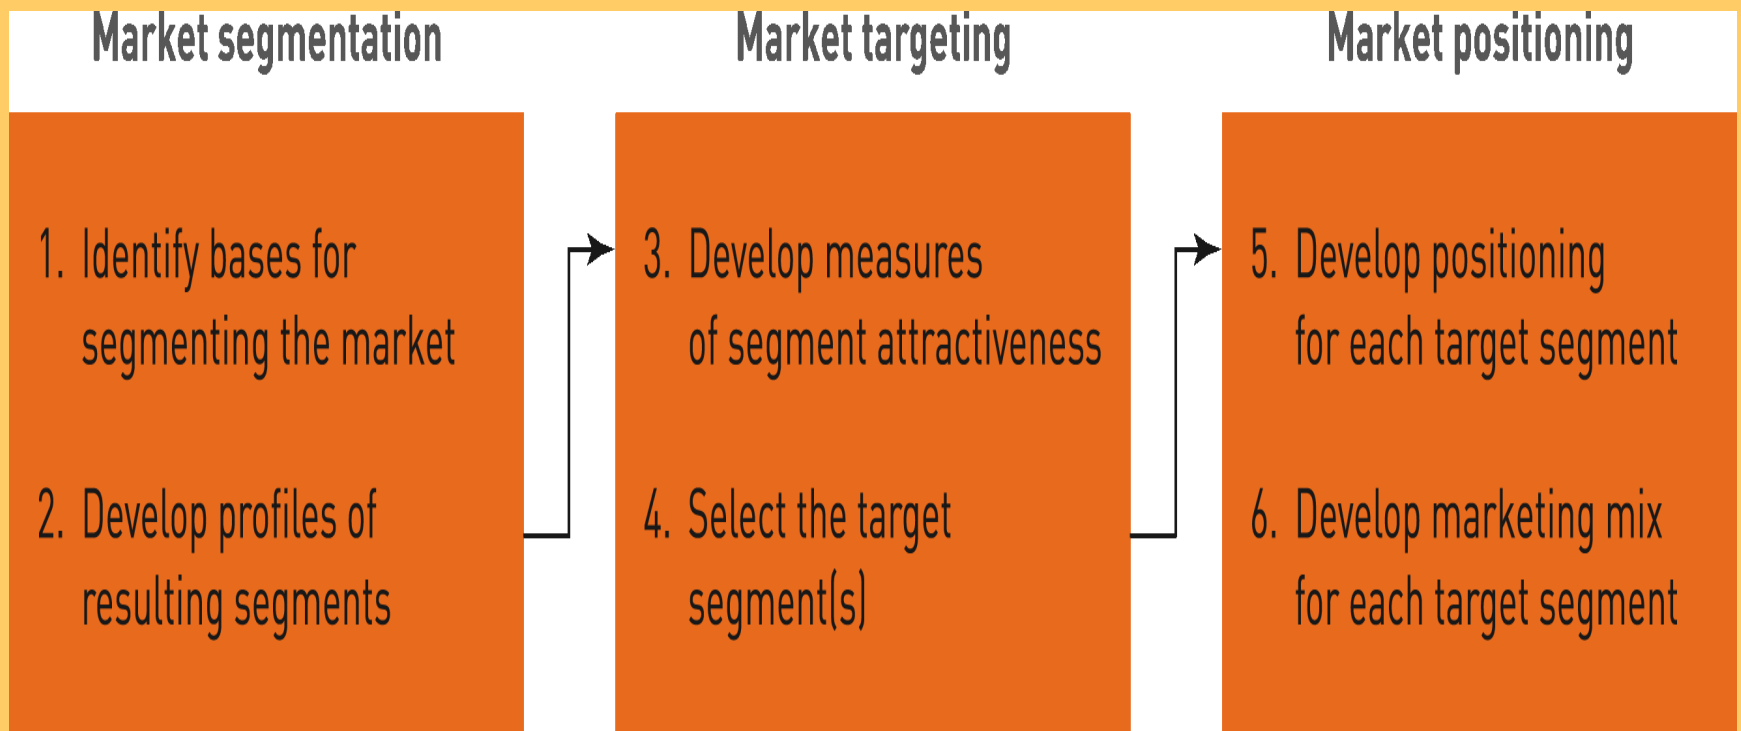 Market segmentation
1. Identify bases for
segmenting the market
2. Develop profiles of
resulting segments
Market targeting
3. Develop measures
of segment attractiveness
4. Select the target
segment(s)
Market positioning
5. Develop positioning
for each target segment
6. Develop marketing mix
for each target segment